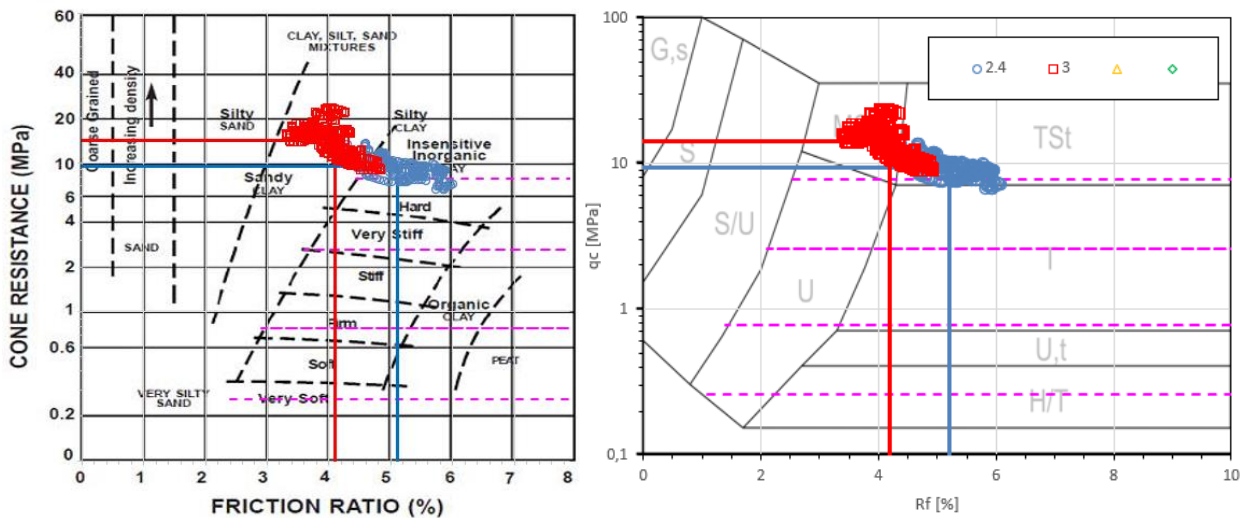 60
40
20
10
6
4
2
1
0.6
0.2
0
CONE RESISTANCE (MPa)
Coarse Grained
Increasing density
CLAY, SILT, SAND
MIXTURES
Silty
SAND
Silty
CLAY
Insensitive
Inorganic
Sandy
CLAY
Hard
Very Stiff
SAND
Stiff
Organic
CLAY
Firm
Soft
PEAT
VERY SILTY
SAND
Very Soft
0 1 2 3 4 5 6 7 8
FRICTION RATIO (%)
100
10
1
0,1
qc [MPa]
G,s
2.4 3
TSt
S
S/U
U
T
U,t
H/T
0 2 4 6 8 10
Rf [%]